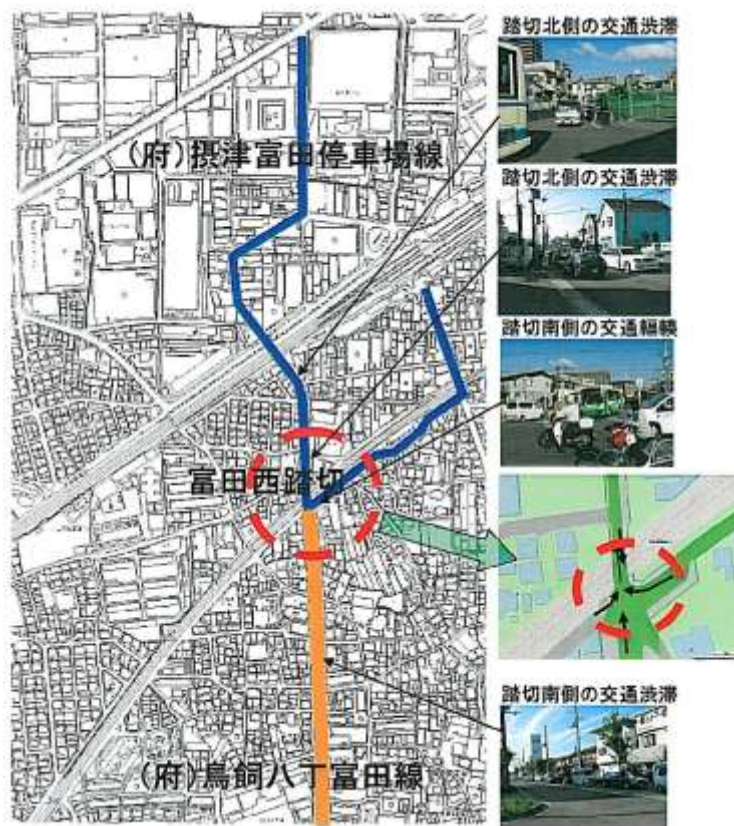 踏切北側の交通渋滞
(府)摂津富田停車場線
踏切北側の交通渋滞
踏切南側の交通輻輳
富田西踏切
踏切南側の交通渋滞
(府)鳥飼八丁富田線